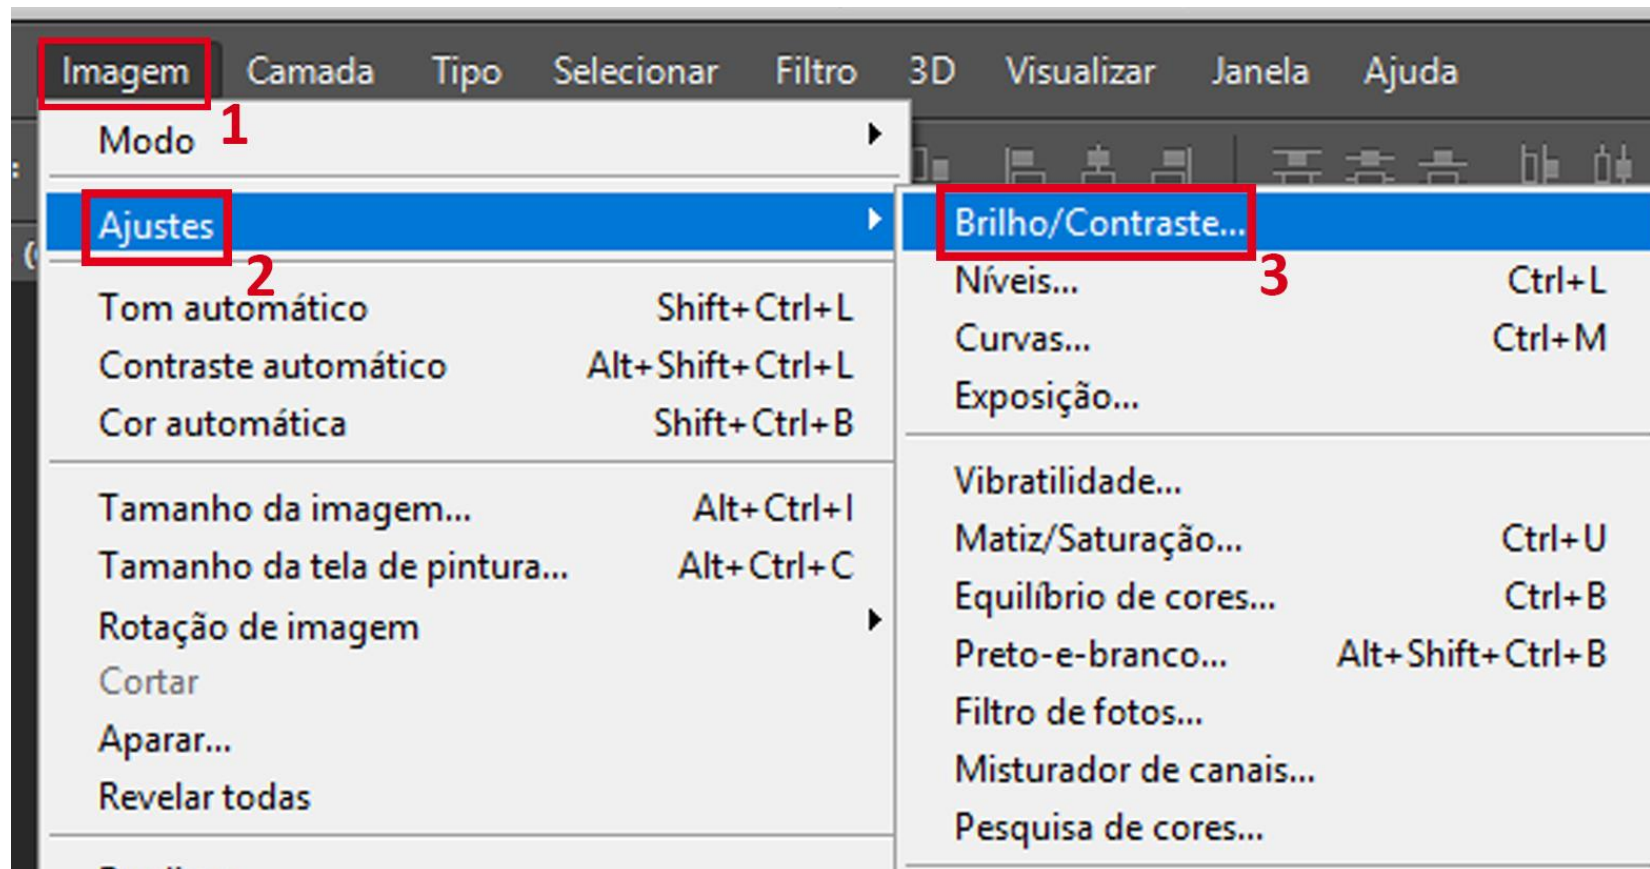 Imagem Camada Tipo Selecionar Filtro 3D Visualizar Janela Ajuda
1
Modo
Ajustes
2
Tom automático Shift+Ctrl+L
Contraste automático Alt+Shift+Ctrl+L
Cor automática Shift+Ctrl+B
Tamanho da imagem... Alt+Ctrl+I
Tamanho da tela de pintura... Alt+Ctrl+C
Rotação de imagem
Cortar
Aparar...
Revelar todas
Brilho/Contraste...
3
Níveis... Ctrl+L
Curvas... Ctrl+M
Exposição...
Vibratilidade...
Matiz/Saturação... Ctrl+U
Equilíbrio de cores... Ctrl+B
Preto-e-branco... Alt+Shift+Ctrl+B
Filtro de fotos...
Misturador de canais...
Pesquisa de cores...